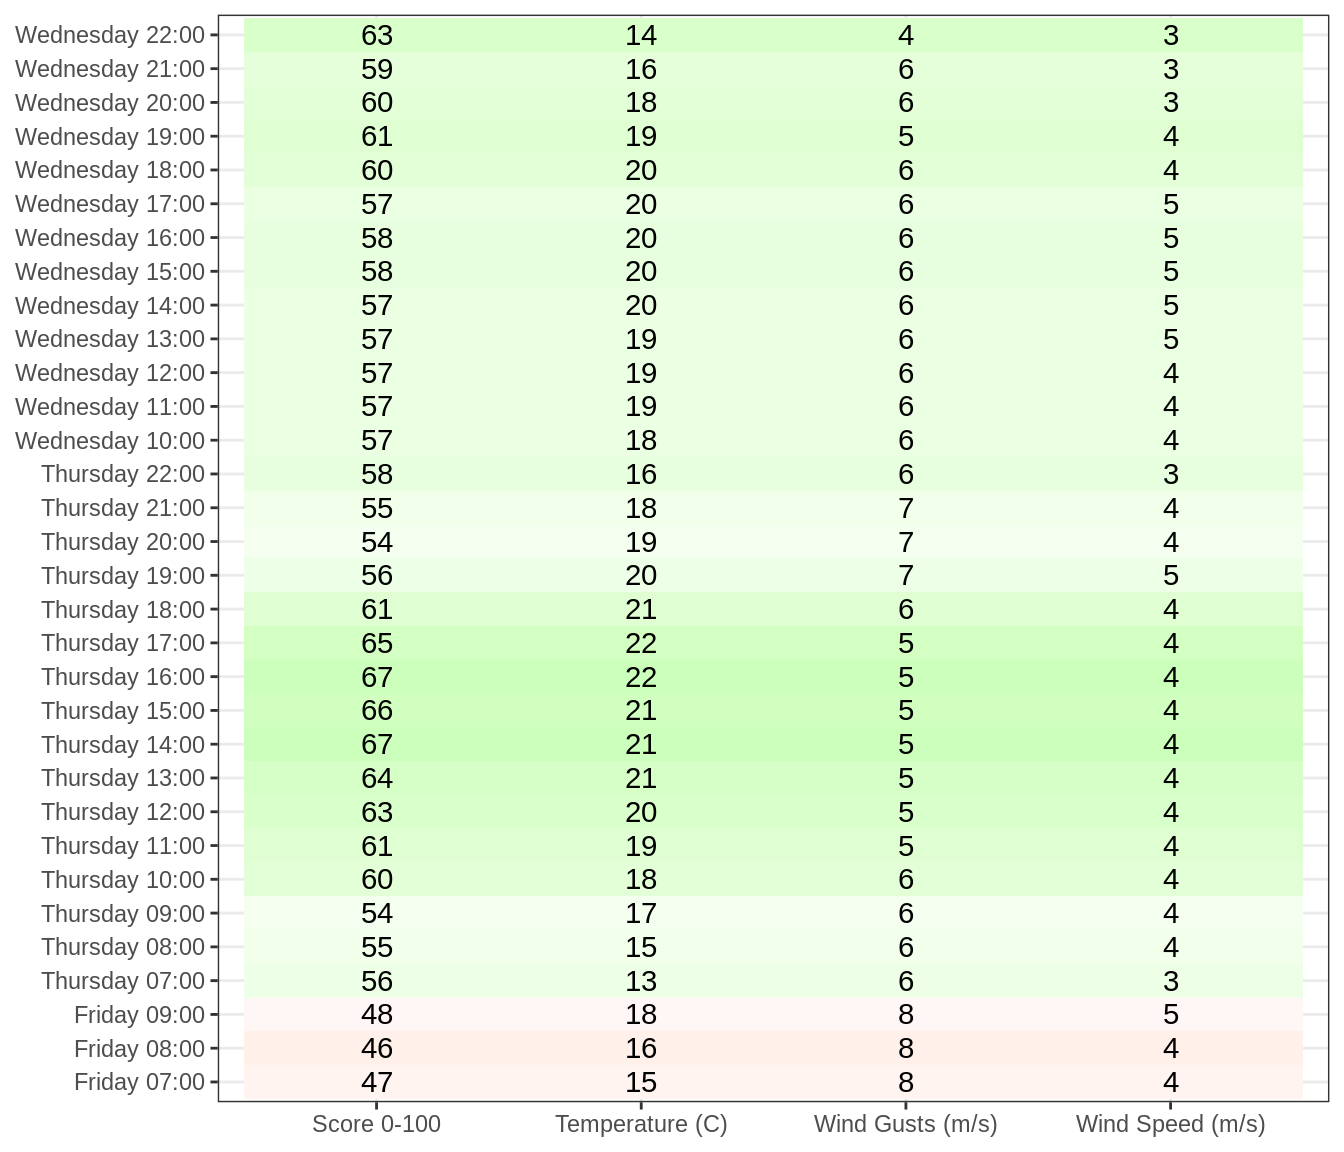 Wednesday 22:00 63 14 4 3
Wednesday 21:00 59 16 6 3
Wednesday 20:00 60 18 6 3
Wednesday 19:00 61 19 5 4
Wednesday 18:00 60 20 6 4
Wednesday 17:00 57 20 6 5
Wednesday 16:00 58 20 6 5
Wednesday 15:00 58 20 6 5
Wednesday 14:00 57 20 6 5
Wednesday 13:00 57 19 6 5
Wednesday 12:00 57 19 6 4
Wednesday 11:00 57 19 6 4
Wednesday 10:00 57 18 6 4
Thursday 22:00 58 16 6 3
Thursday 21:00 55 18 7 4
Thursday 20:00 54 19 7 4
Thursday 19:00 56 20 7 5
Thursday 18:00 61 21 6 4
Thursday 17:00 65 22 5 4
Thursday 16:00 67 22 5 4
Thursday 15:00 66 21 5 4
Thursday 14:00 67 21 5 4
Thursday 13:00 64 21 5 4
Thursday 12:00 63 20 5 4
Thursday 11:00 61 19 5 4
Thursday 10:00 60 18 6 4
Thursday 09:00 54 17 6 4
Thursday 08:00 55 15 6 4
Thursday 07:00 56 13 6 3
Friday 09:00 48 18 8 5
Friday 08:00 46 16 8 4
Friday 07:00 47 15 8 4
Score 0-100 Temperature (C) Wind Gusts (m/s) Wind Speed (m/s)